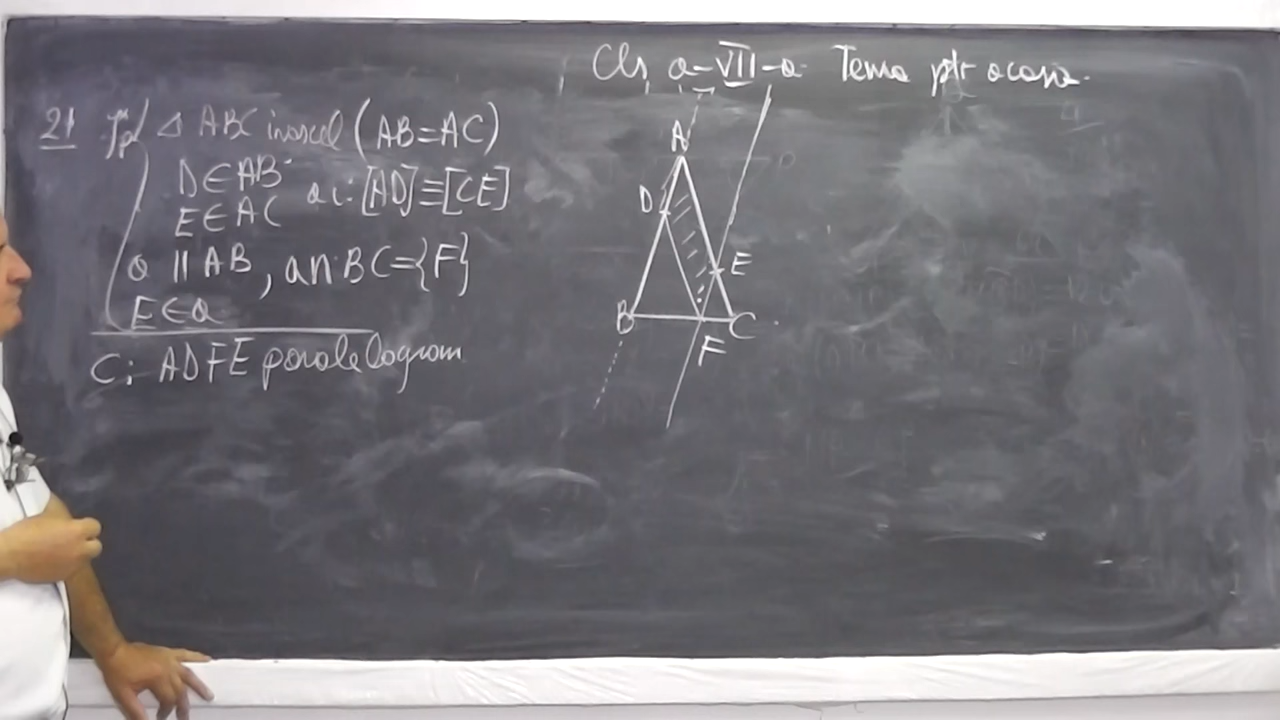 Cls a-VII-a Tema ptr acasa
21 Ip/ △ ABC isoscel (AB=AC)
D∈AB
E∈AC a.i: [AD]≡[CE]
a || AB, a∩BC={F}
E∈a
C: ADFE paralelogram
A
D
E
B
C
F